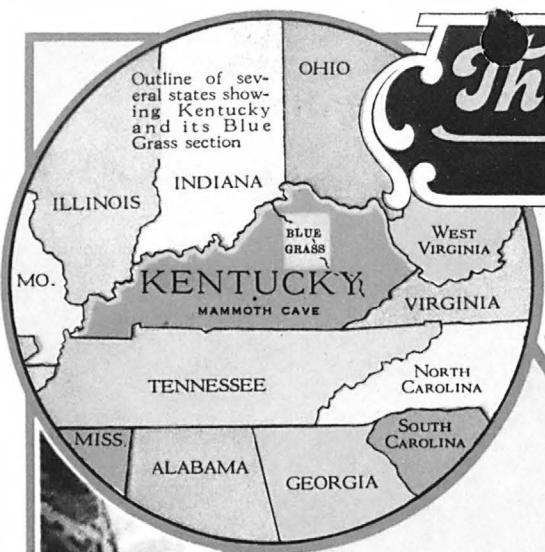 Outline of sev-
eral states show-
ing Kentucky
and its Blue
Grass section
OHIO
Th
ILLINOIS
INDIANA
BLUE
GRASS
WEST
VIRGINIA
MO.
KENTUCKY
MAMMOTH CAVE
VIRGINIA
TENNESSEE
NORTH
CAROLINA
MISS.
ALABAMA
GEORGIA
SOUTH
CAROLINA